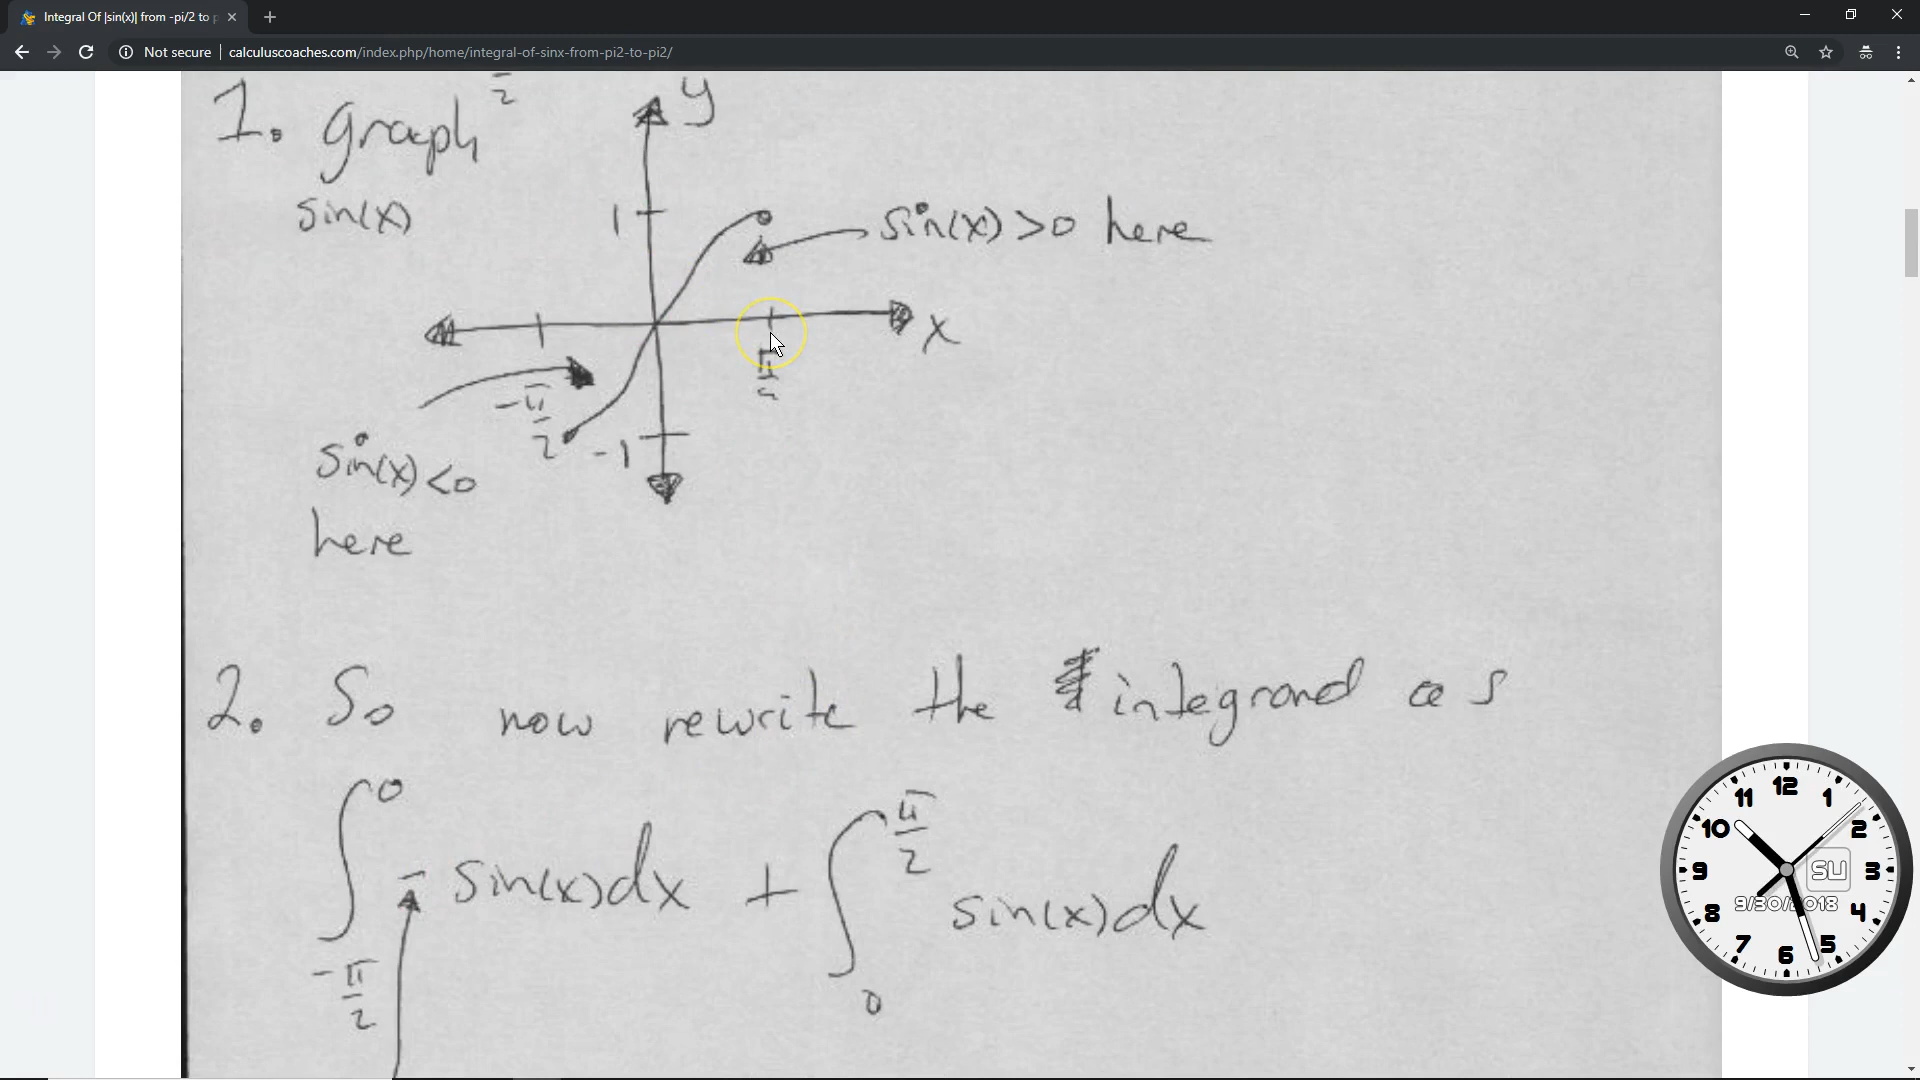 Integral Of |sin(x)| from -pi/2 to p
Not secure | calculuscoaches.com/index.php/home/integral-of-sinx-from-pi2-to-pi2/
1. graph
sin(x)
2
y
1
sin(x) > 0 here
x
-π/2
-1
sin(x) < 0
here
2. So now rewrite the integrand as
∫_{-π/2}^{0} - sin(x)dx + ∫_{0}^{π/2} sin(x)dx
12
1
2
3
4
5
6
7
8
9
10
11
SU
9/30/2018